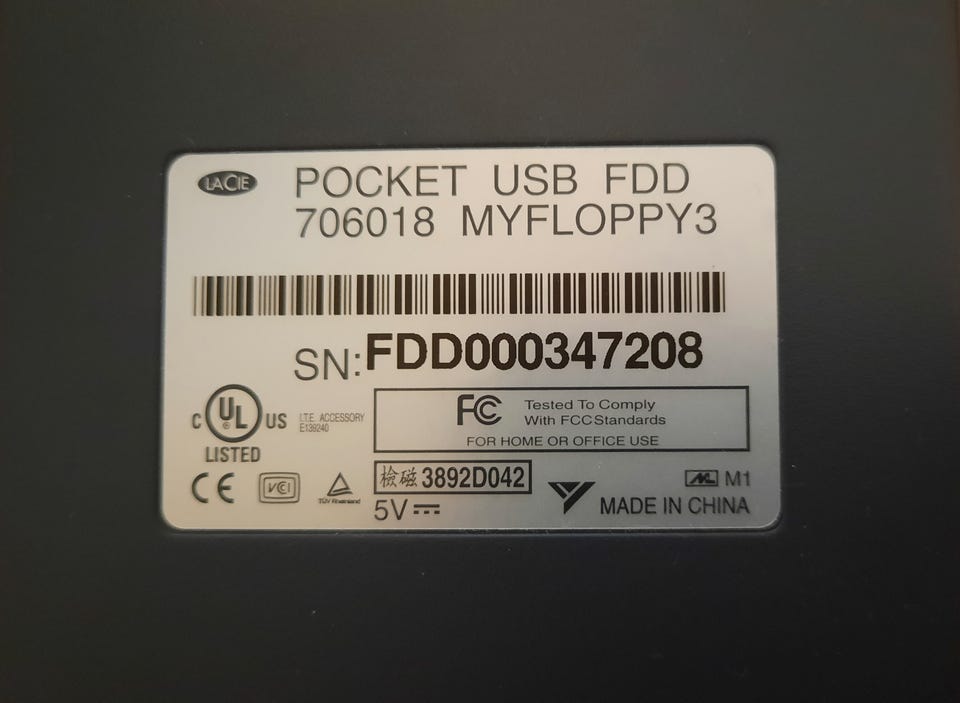 LACIE
POCKET USB FDD
706018 MYFLOPPY3
SN:FDD000347208
C UL US
®
LISTED
I.T.E. ACCESSORY
E139240
FC Tested To Comply
With FCC Standards
FOR HOME OR OFFICE USE
CE
VCI
TÜV Rheinland
檢磁 3892D042
5V
M1
MADE IN CHINA